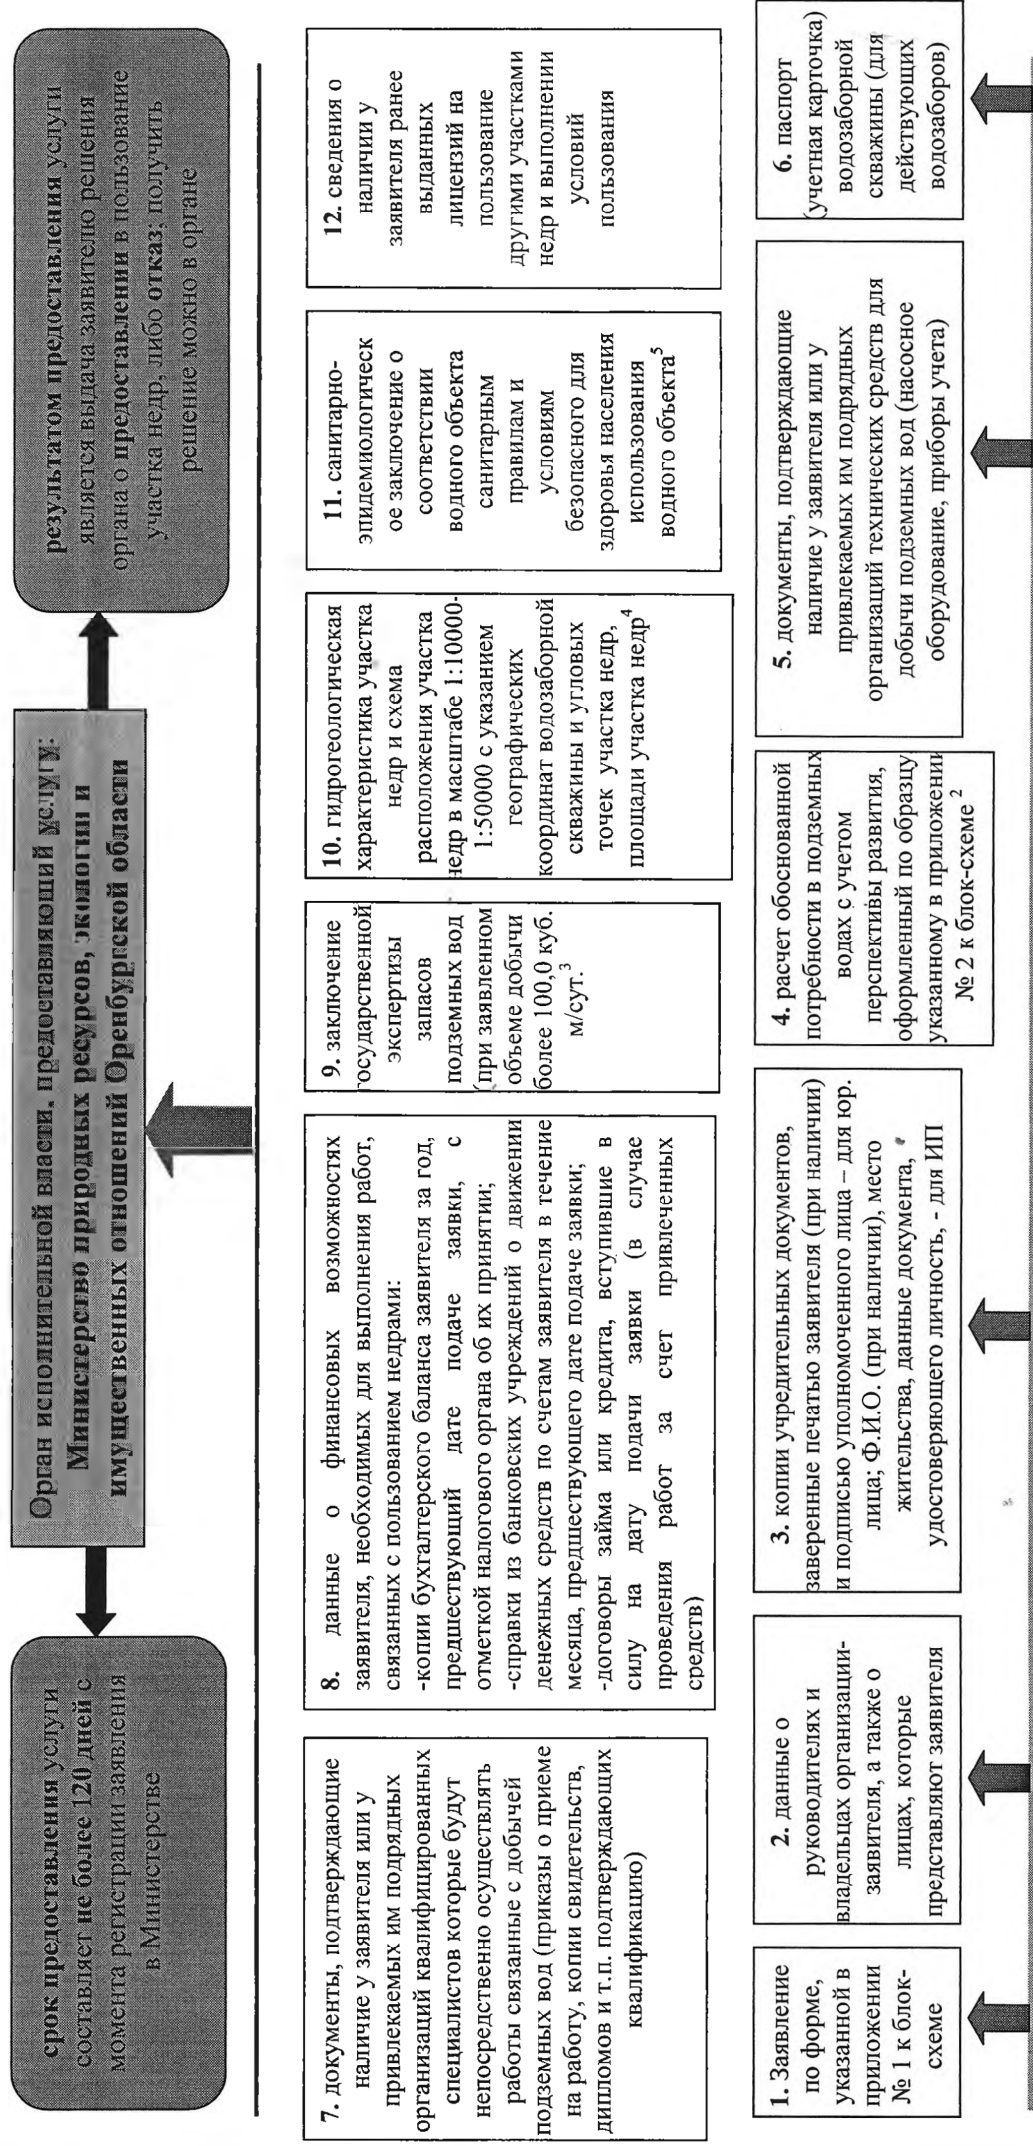 Орган исполнительной власти, предоставляющий услугу:
Министерство природных ресурсов, экологии и
имущественных отношений Оренбургской области
срок предоставления услуги
составляет не более 120 дней с
момента регистрации заявления
в Министерстве
результатом предоставления услуги
является выдача заявителю решения
органа о предоставлении в пользование
участка недр, либо отказ; получить
решение можно в органе
7. документы, подтверждающие
наличие у заявителя или у
привлекаемых им подрядных
организаций квалифицированных
специалистов которые будут
непосредственно осуществлять
работы связанные с добычей
подземных вод (приказы о приеме
на работу, копии свидетельств,
дипломов и т.п. подтверждающих
квалификацию)
8. данные о финансовых возможностях
заявителя, необходимых для выполнения работ,
связанных с пользованием недрами:
-копии бухгалтерского баланса заявителя за год,
предшествующий дате подаче заявки, с
отметкой налогового органа об их принятии;
-справки из банковских учреждений о движении
денежных средств по счетам заявителя в течение
месяца, предшествующего дате подаче заявки;
-договоры займа или кредита, вступившие в
силу на дату подачи заявки (в случае
проведения работ за счет привлеченных
средств)
9. заключение
государственной
экспертизы
запасов
подземных вод
(при заявленном
объеме добычи
более 100,0 куб.
м/сут.³
10. гидрогеологическая
характеристика участка
недр и схема
расположения участка
недр в масштабе 1:10000-
1:50000 с указанием
географических
координат водозаборной
скважины и угловых
точек участка недр,
площади участка недр⁴
11. санитарно-
эпидемиологическ
ое заключение о
соответствии
водного объекта
санитарным
правилам и
условиям
безопасного для
здоровья населения
использования
водного объекта⁵
12. сведения о
наличии у
заявителя ранее
выданных
лицензий на
пользование
другими участками
недр и выполнении
условий
пользования
1. Заявление
по форме,
указанной в
приложении
№ 1 к блок-
схеме
2. данные о
руководителях и
владельцах организации-
заявителя, а также о
лицах, которые
представляют заявителя
3. копии учредительных документов,
заверенные печатью заявителя (при наличии)
и подписью уполномоченного лица – для юр.
лица; Ф.И.О. (при наличии), место
жительства, данные документа,
удостоверяющего личность, - для ИП
4. расчет обоснованной
потребности в подземных
водах с учетом
перспективы развития,
оформленный по образцу
указанному в приложении
№ 2 к блок-схеме ²
5. документы, подтверждающие
наличие у заявителя или у
привлекаемых им подрядных
организаций технических средств для
добычи подземных вод (насосное
оборудование, приборы учета)
6. паспорт
(учетная карточка)
водозаборной
скважины (для
действующих
водозаборов)